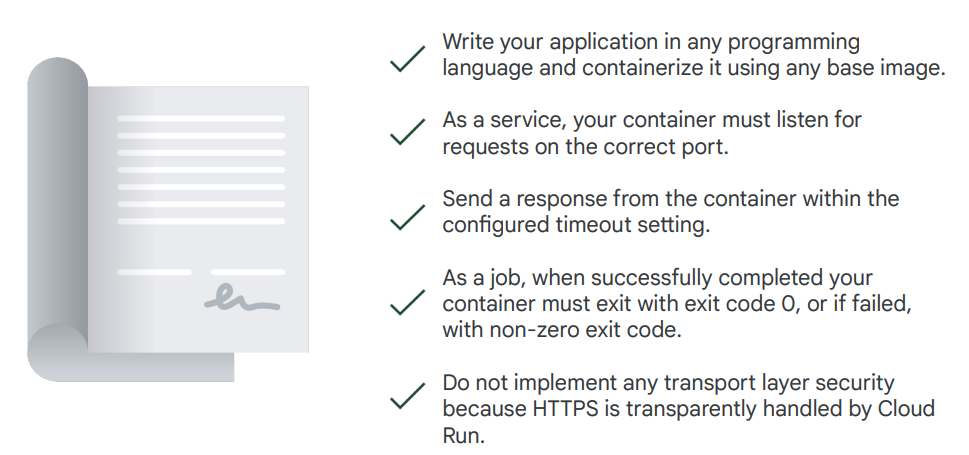 Write your application in any programming
language and containerize it using any base image.
As a service, your container must listen for
requests on the correct port.
Send a response from the container within the
configured timeout setting.
As a job, when successfully completed your
container must exit with exit code 0, or if failed,
with non-zero exit code.
Do not implement any transport layer security
because HTTPS is transparently handled by Cloud
Run.